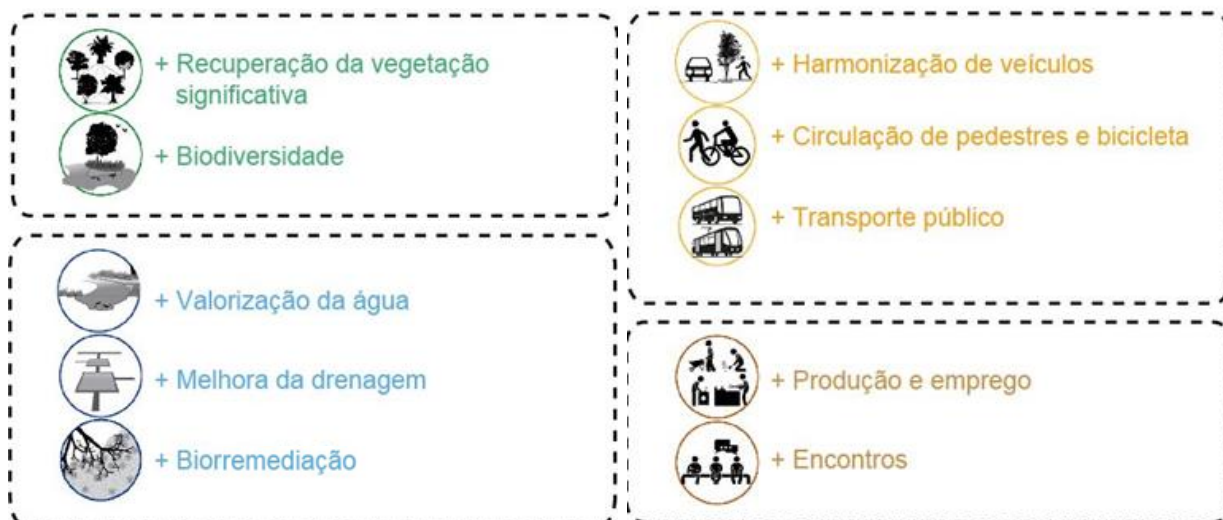 + Recuperação da vegetação
significativa
+ Biodiversidade
+ Valorização da água
+ Melhora da drenagem
+ Biorremediação
+ Harmonização de veículos
+ Circulação de pedestres e bicicleta
+ Transporte público
+ Produção e emprego
+ Encontros